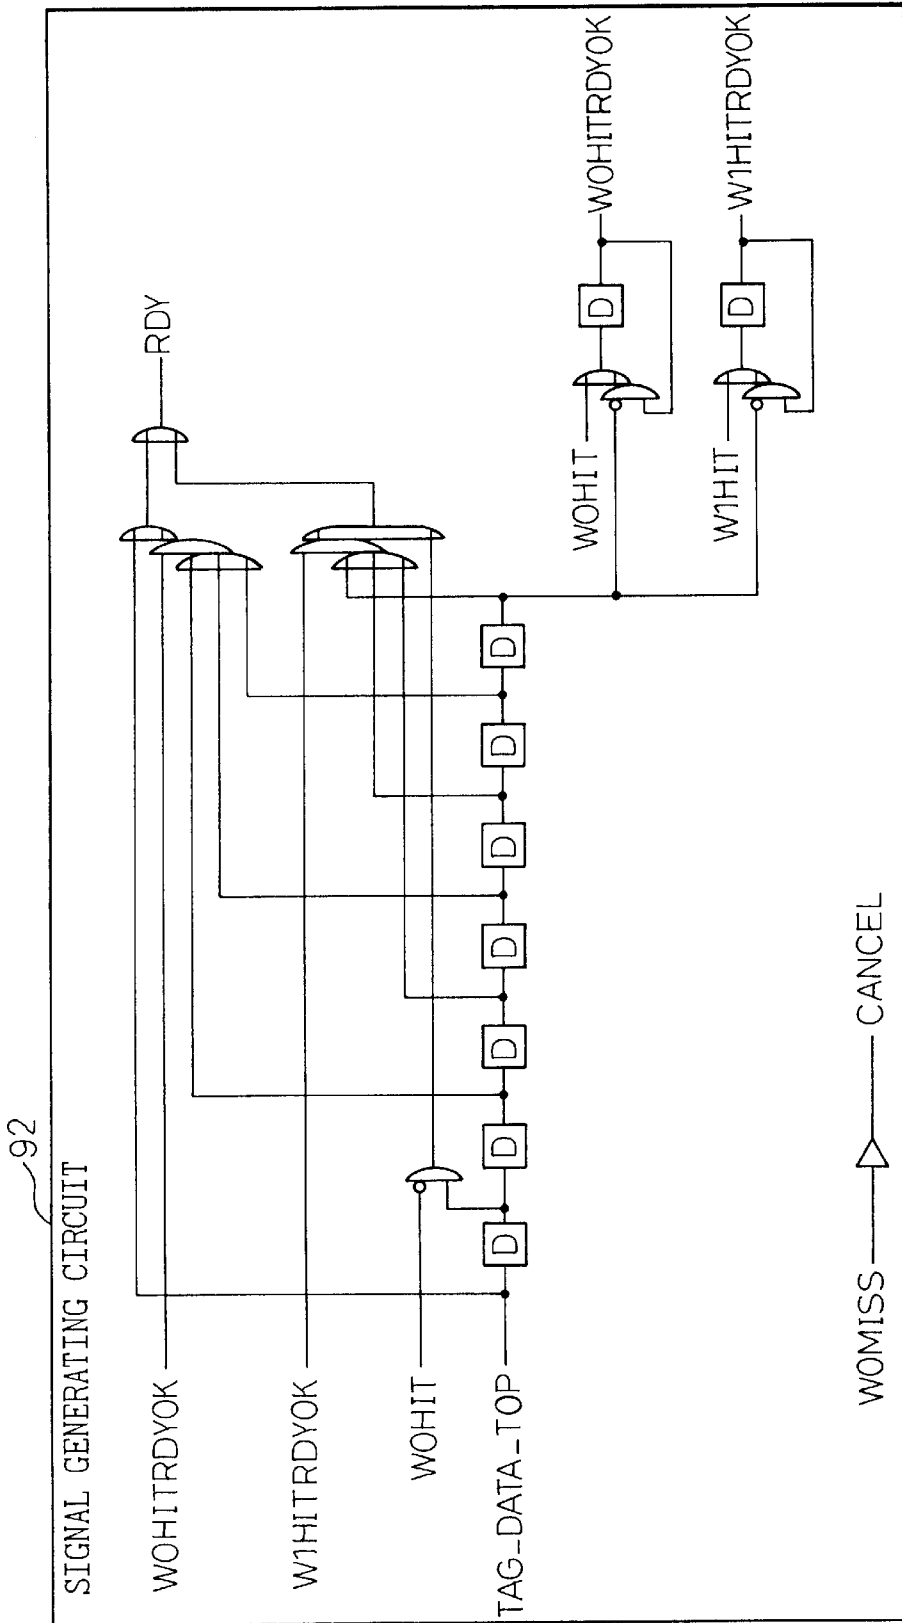 92
SIGNAL GENERATING CIRCUIT
W0HITRDYOK
W1HITRDYOK
W0HIT
TAG_DATA_TOP
D
D
D
D
D
D
D
RDY
W0HIT
D
W0HITRDYOK
W1HIT
D
W1HITRDYOK
W0MISS
CANCEL